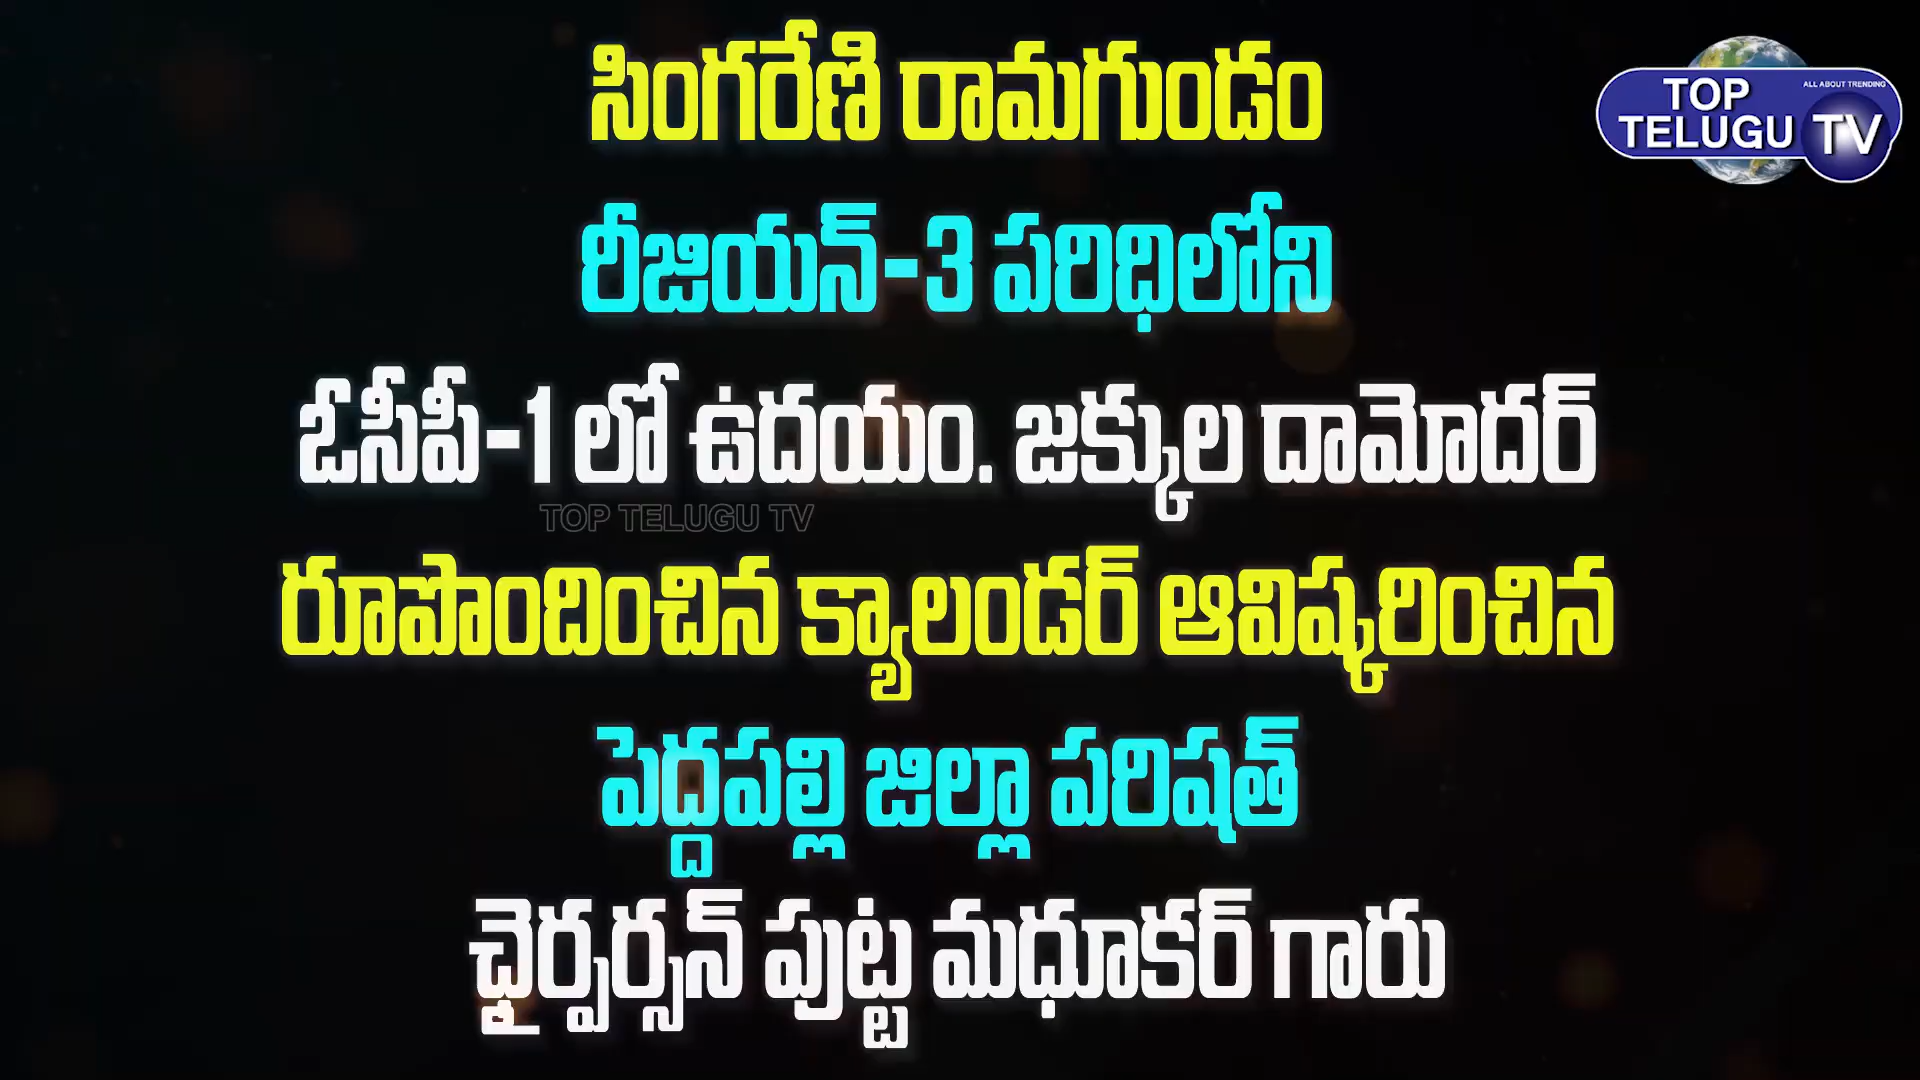 సింగరేణి రామగుండం
ALL ABOUT TRENDING
TOP
TELUGU TV
రీజియన్-3 పరిధిలోని
ఓసీపీ-1 లో ఉదయం. జక్కుల దామోదర్
TOP TELUGU TV
రూపొందించిన క్యాలండర్ ఆవిష్కరించిన
పెద్దపల్లి జిల్లా పరిషత్
ఛైర్పర్సన్ పుట్ట మధూకర్ గారు